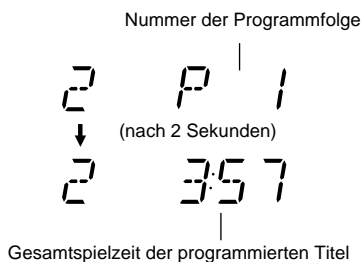 Nummer der Programmfolge
2 P 1
(nach 2 Sekunden)
2 3:57
Gesamtspielzeit der programmierten Titel